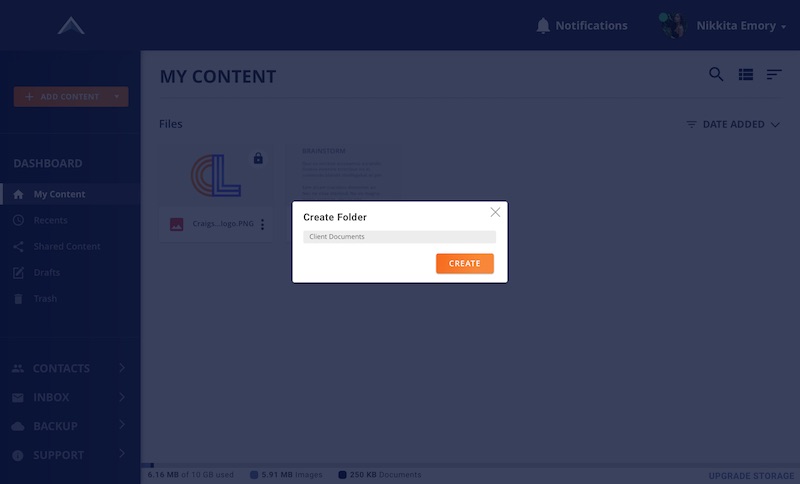 Notifications
Nikkita Emory
ADD CONTENT
DASHBOARD
My Content
Recents
Shared Content
Drafts
Trash
CONTACTS
INBOX
BACKUP
SUPPORT
MY CONTENT
Files
DATE ADDED
BRAINSTORM
Craigs...logo.PNG
Create Folder
Client Documents
CREATE
6.16 MB of 10 GB used
5.91 MB Images
250 KB Documents
UPGRADE STORAGE